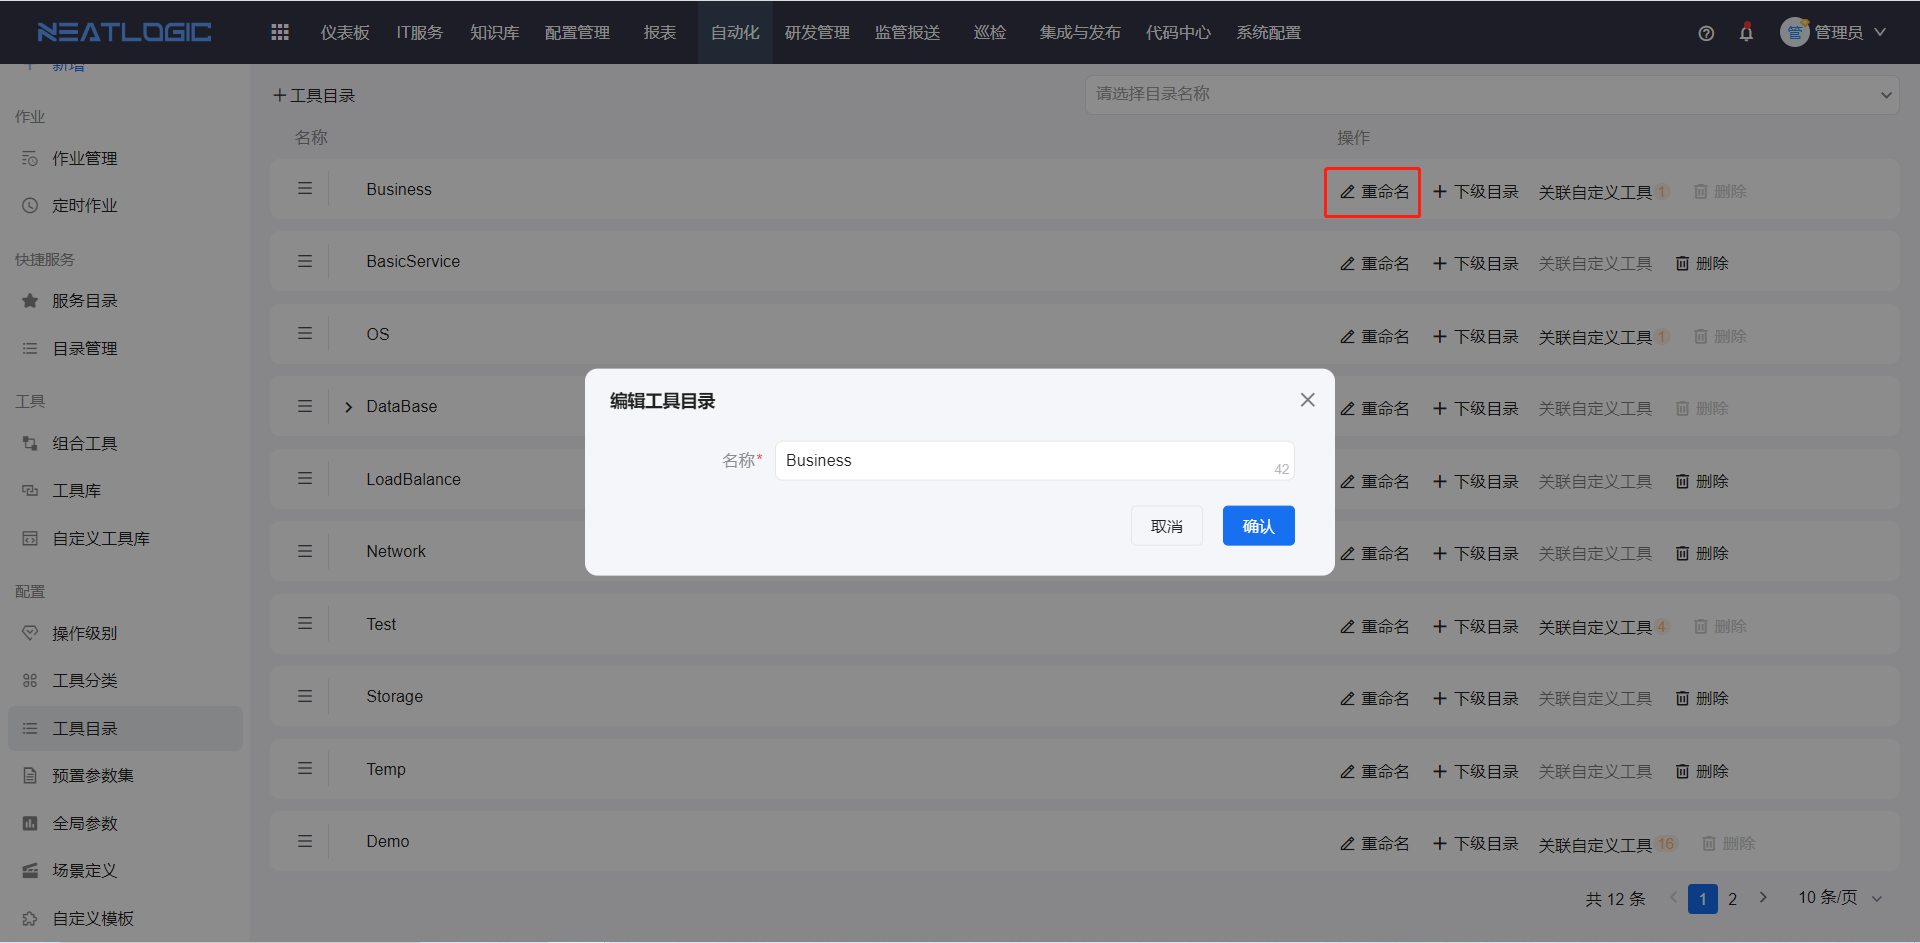 NEATLOGIC 仪表板 IT服务 知识库 配置管理 报表 自动化 研发管理 监管报送 巡检 集成与发布 代码中心 系统配置 管 管理员
新增
作业
作业管理
定时作业
快捷服务
服务目录
目录管理
工具
组合工具
工具库
自定义工具库
配置
操作级别
工具分类
工具目录
预置参数集
全局参数
场景定义
自定义模板
工具目录 请选择目录名称
名称 操作
Business 重命名 下级目录 关联自定义工具 1 删除
BasicService 重命名 下级目录 关联自定义工具 删除
OS 重命名 下级目录 关联自定义工具 1 删除
DataBase 重命名 下级目录 关联自定义工具 删除
LoadBalance 重命名 下级目录 关联自定义工具 删除
Network 重命名 下级目录 关联自定义工具 删除
Test 重命名 下级目录 关联自定义工具 4 删除
Storage 重命名 下级目录 关联自定义工具 删除
Temp 重命名 下级目录 关联自定义工具 删除
Demo 重命名 下级目录 关联自定义工具 16 删除
共 12 条 1 2 10 条/页
编辑工具目录
名称* Business 42
取消 确认